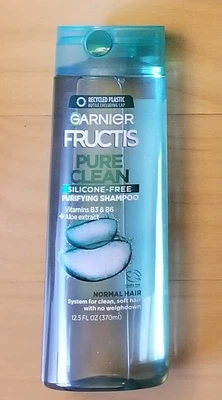 RECYCLED PLASTIC
BOTTLE EXCLUDING CAP
GARNIER
FRUCTIS
PURE
CLEAN
SILICONE-FREE
PURIFYING SHAMPOO
Vitamins B3 & B6
+ Aloe extract
NORMAL HAIR
System for clean, soft hair
with no weighdown
12.5 FL OZ (370ml)